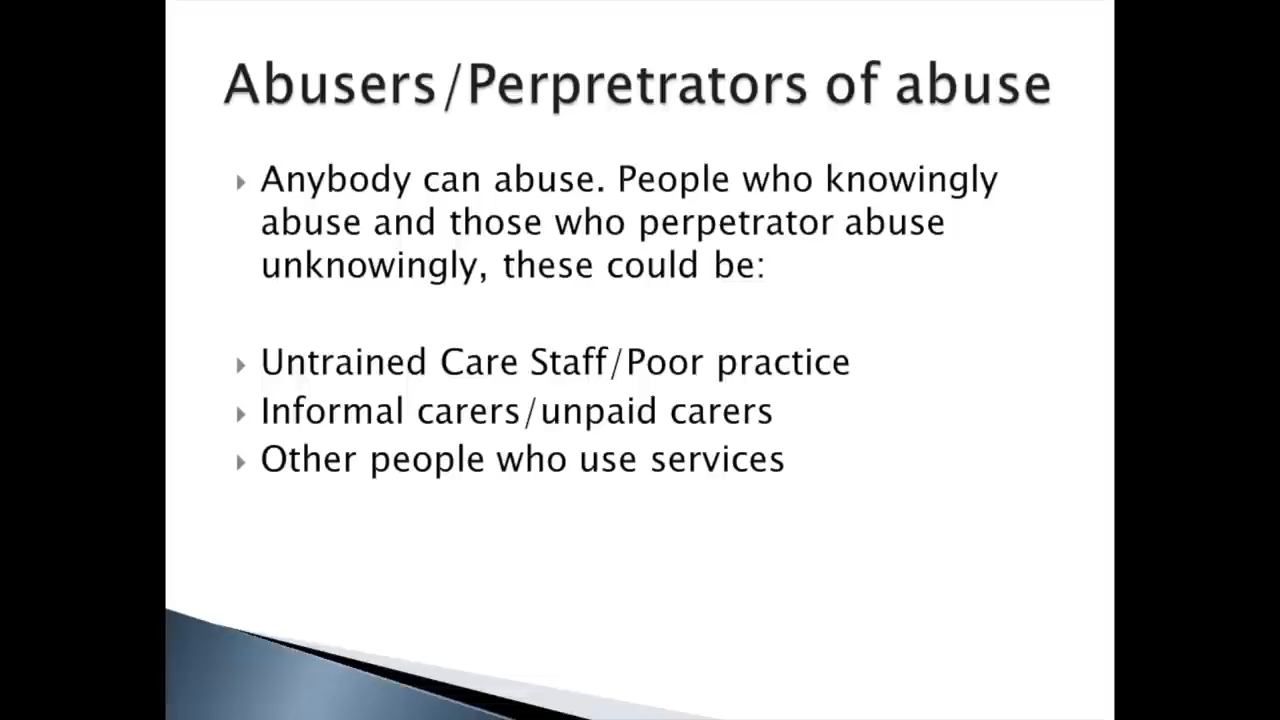 Abusers/Perpretrators of abuse
Anybody can abuse. People who knowingly
abuse and those who perpetrator abuse
unknowingly, these could be:
Untrained Care Staff/Poor practice
Informal carers/unpaid carers
Other people who use services